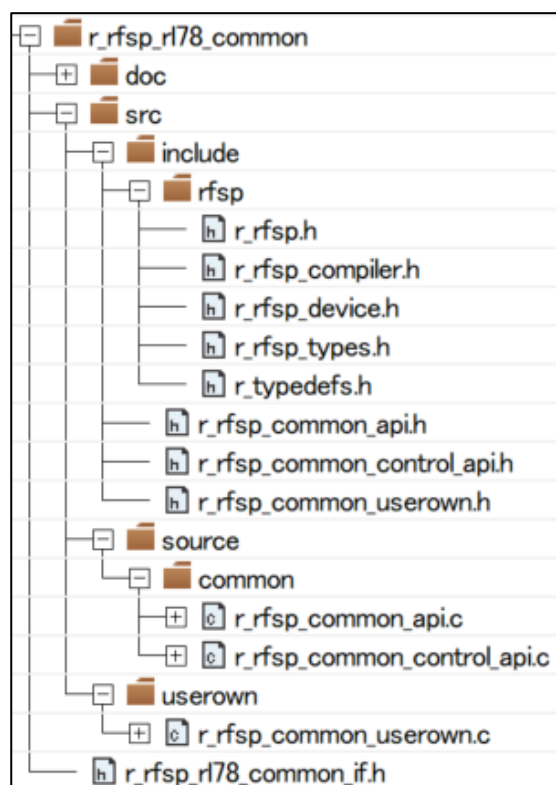 r_rfsp_rl78_common
doc
src
include
rfsp
r_rfsp.h
r_rfsp_compiler.h
r_rfsp_device.h
r_rfsp_types.h
r_typedefs.h
r_rfsp_common_api.h
r_rfsp_common_control_api.h
r_rfsp_common_userown.h
source
common
r_rfsp_common_api.c
r_rfsp_common_control_api.c
userown
r_rfsp_common_userown.c
r_rfsp_rl78_common_if.h